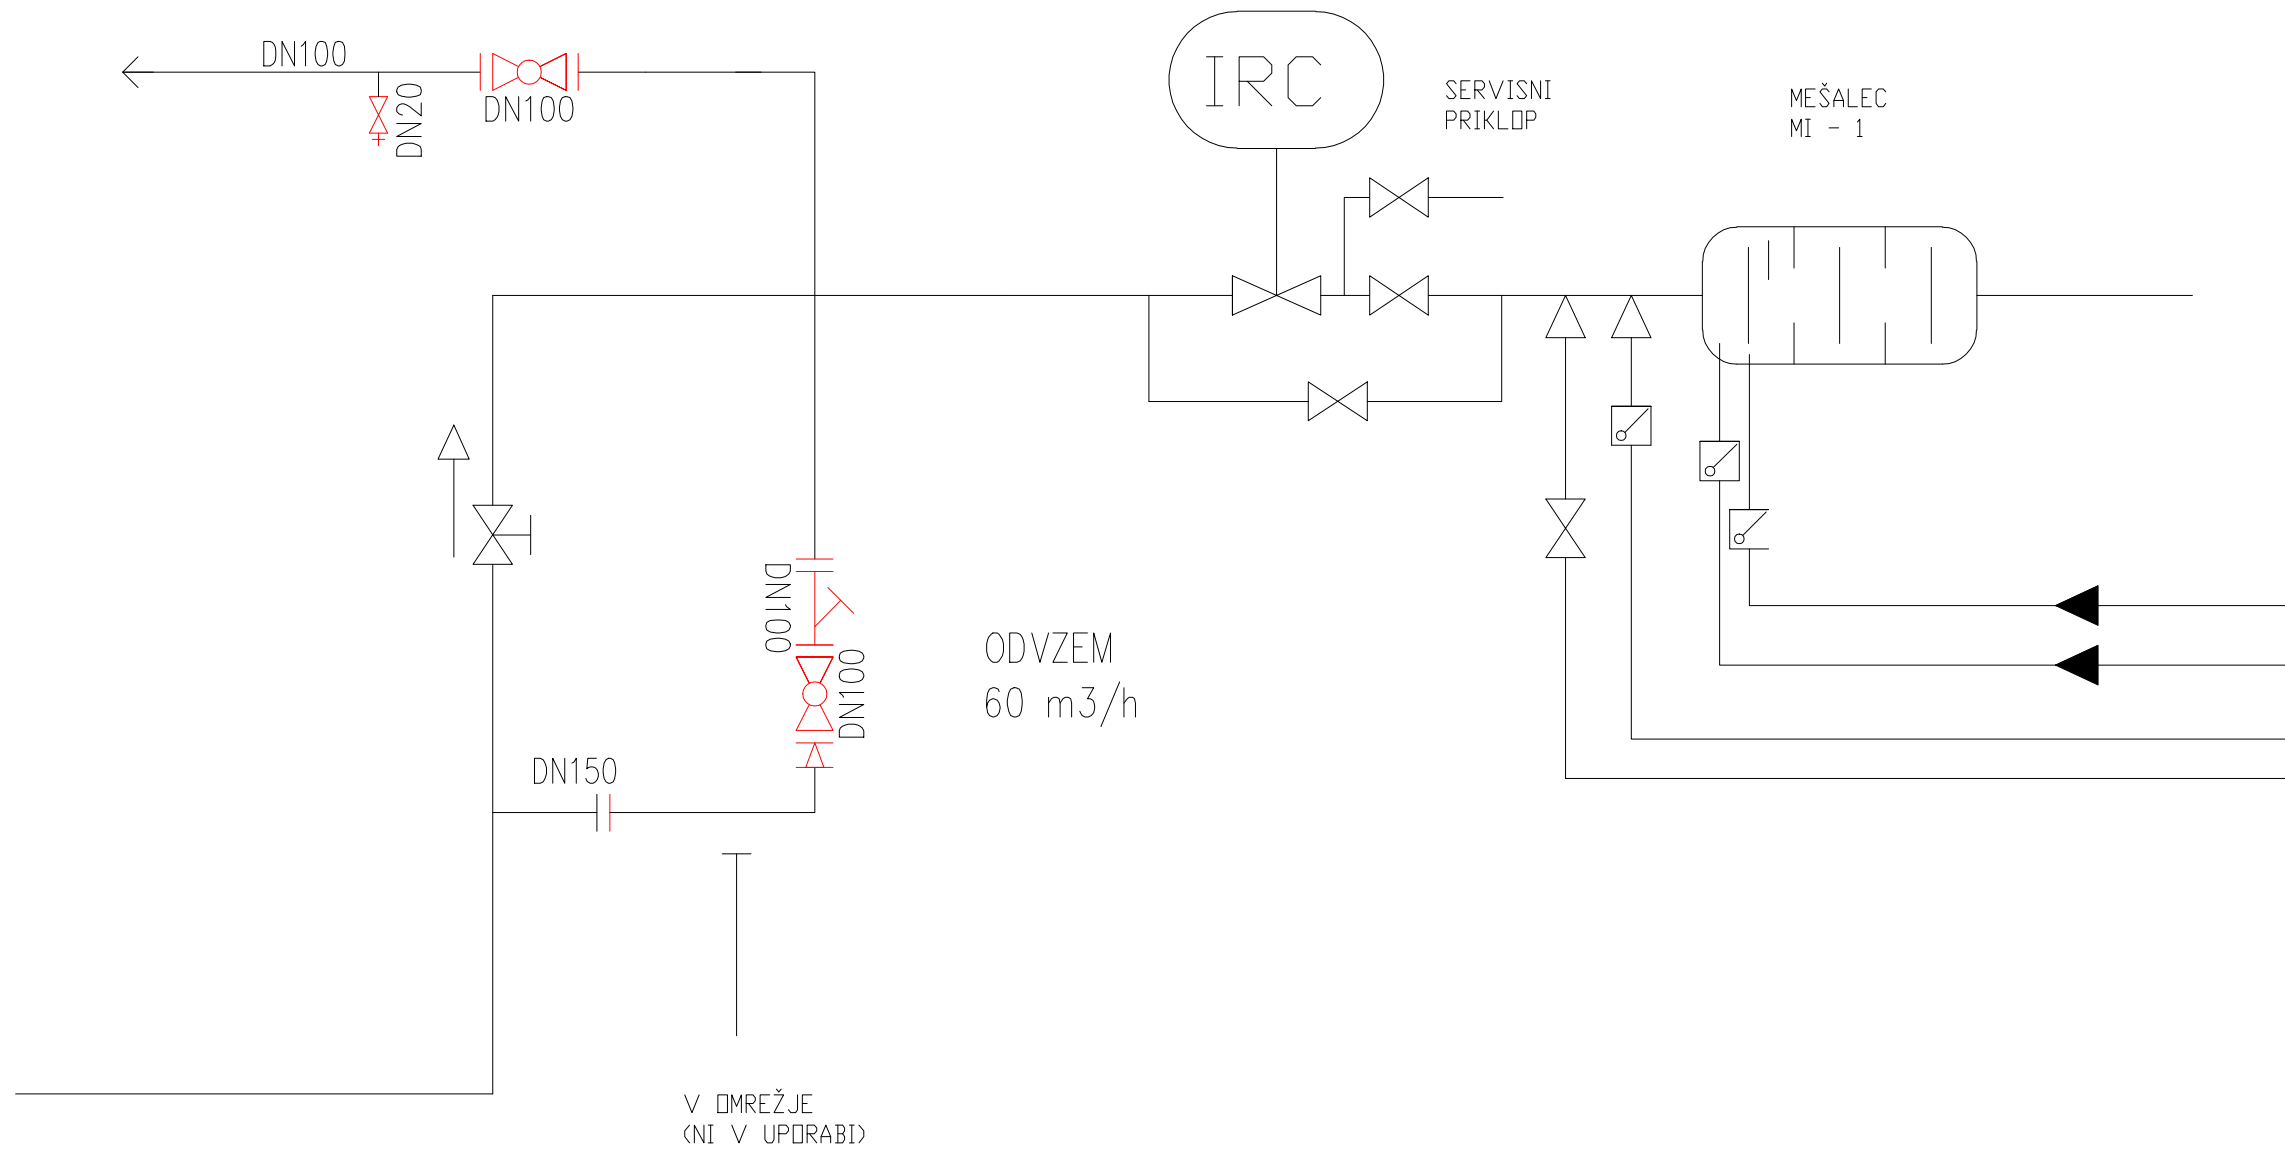 DN100
DN20
DN100
IRC
SERVISNI
PRIKLOP
MEŠALEC
MI - 1
DN100
DN100
ODVZEM
60 m3/h
DN150
V OMREŽJE
(NI V UPORABI)